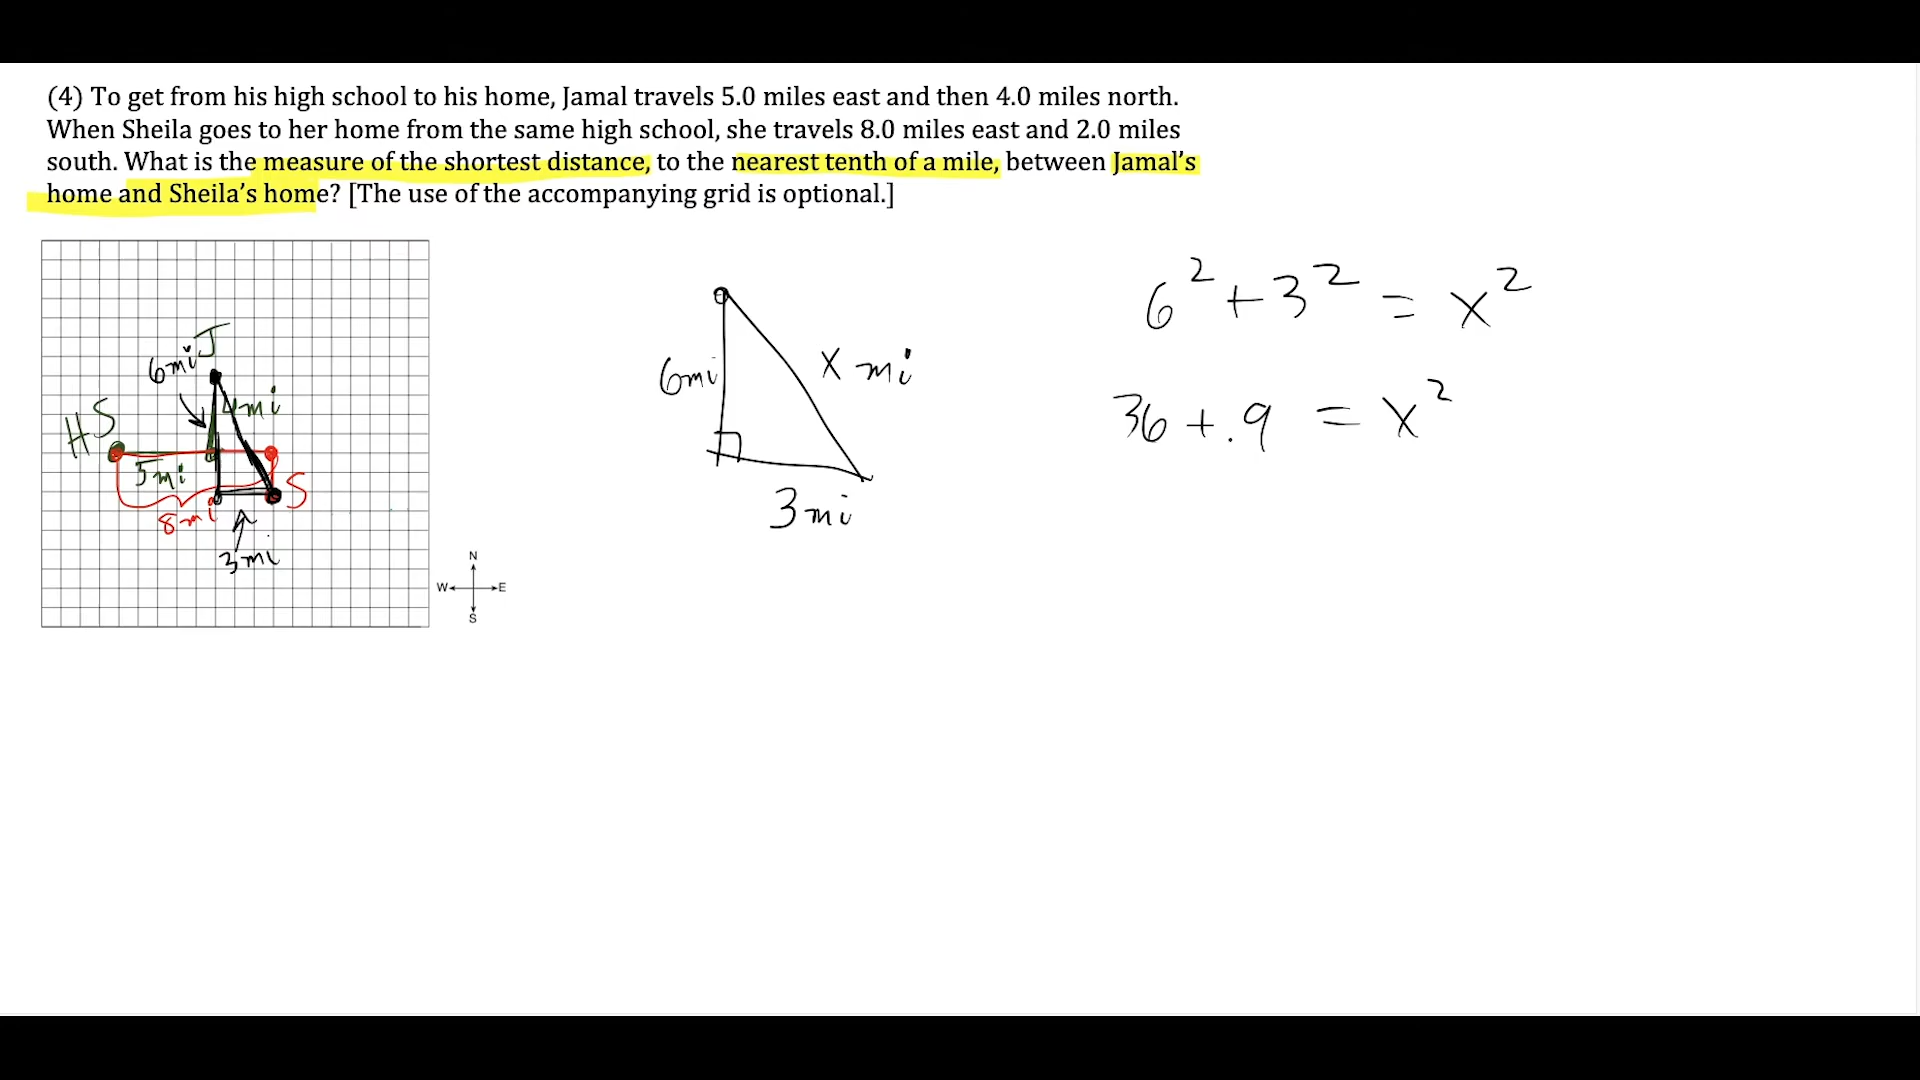 (4) To get from his high school to his home, Jamal travels 5.0 miles east and then 4.0 miles north.
When Sheila goes to her home from the same high school, she travels 8.0 miles east and 2.0 miles
south. What is the measure of the shortest distance, to the nearest tenth of a mile, between Jamal’s
home and Sheila’s home? [The use of the accompanying grid is optional.]
J
6mi
4mi
HS
5mi
S
8mi
3mi
N
W E
S
6mi
x mi
3mi
6² + 3² = x²
36 + .9 = x²